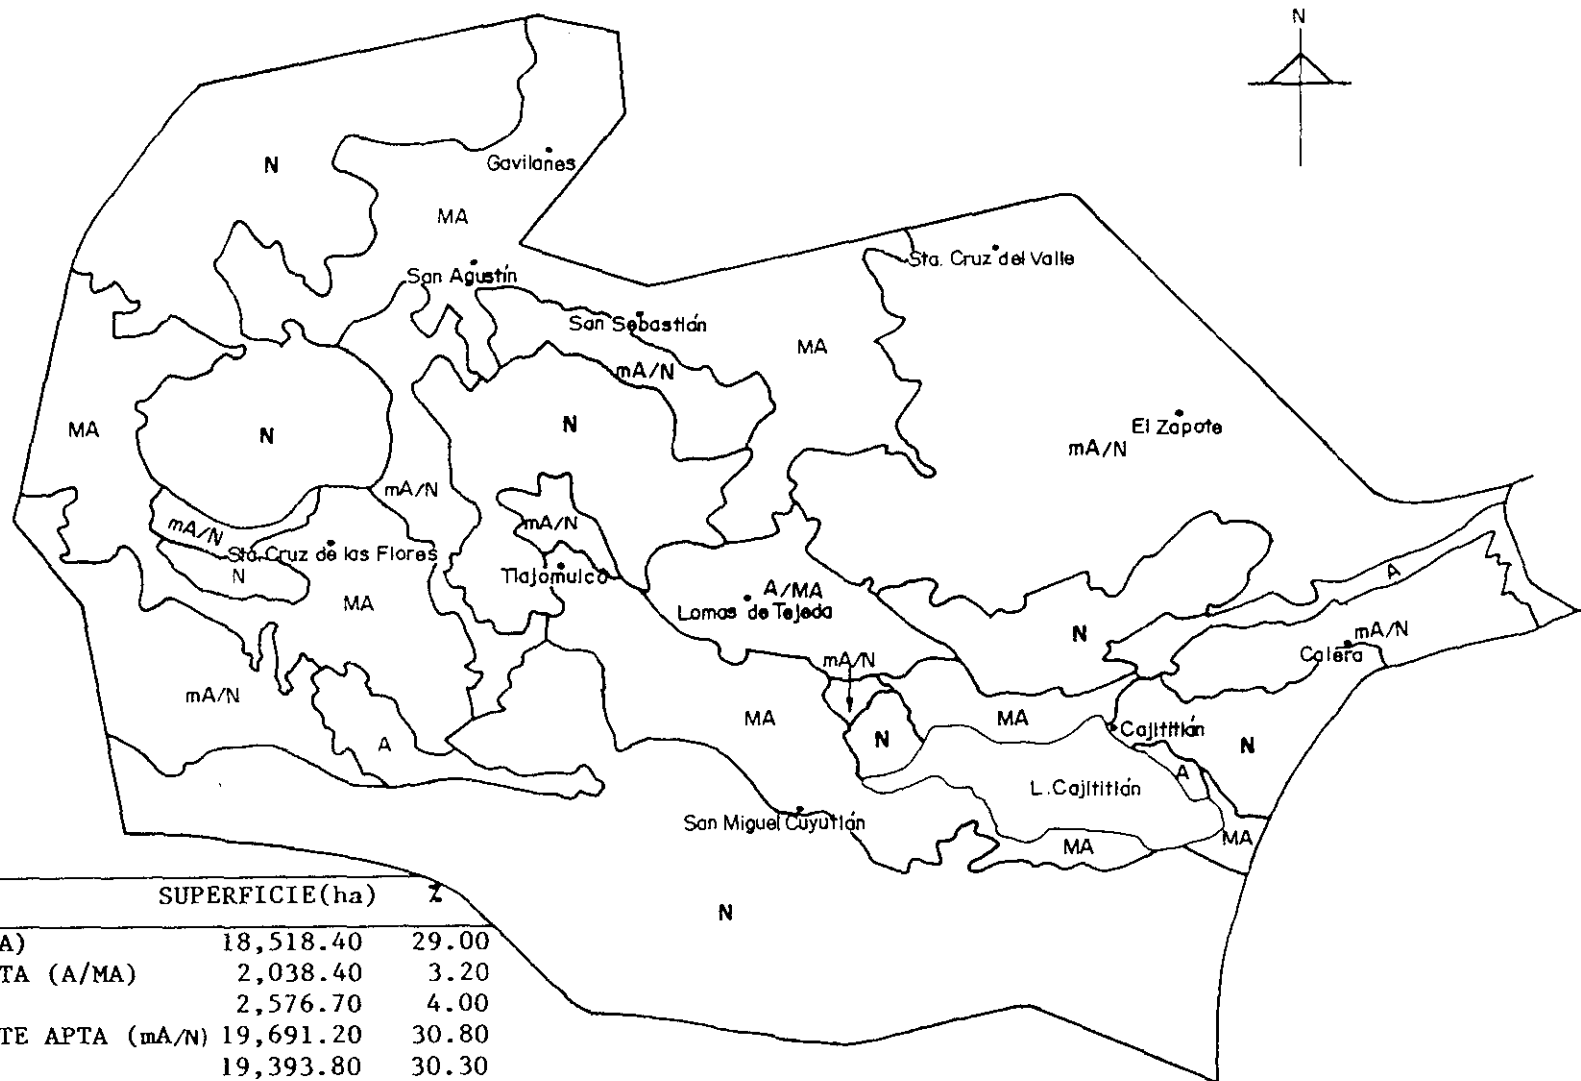 N
Gavilanes
N
MA
San Agustín
Sta. Cruz del Valle
San Sebastián
MA
mA/N
El Zapote
MA
N
N
mA/N
mA/N
mA/N
mA/N
Sta. Cruz de las Flores
N
Tlajomulco
A
MA
A/MA
Lomas de Tejeda
N
mA/N
Calera
mA/N
mA/N
MA
MA
Cajititlán
A
N
N
L. Cajititlán
A
San Miguel Cuyutlán
MA
MA
N
SUPERFICIE(ha) %
A) 18,518.40 29.00
TA (A/MA) 2,038.40 3.20
2,576.70 4.00
TE APTA (mA/N) 19,691.20 30.80
19,393.80 30.30